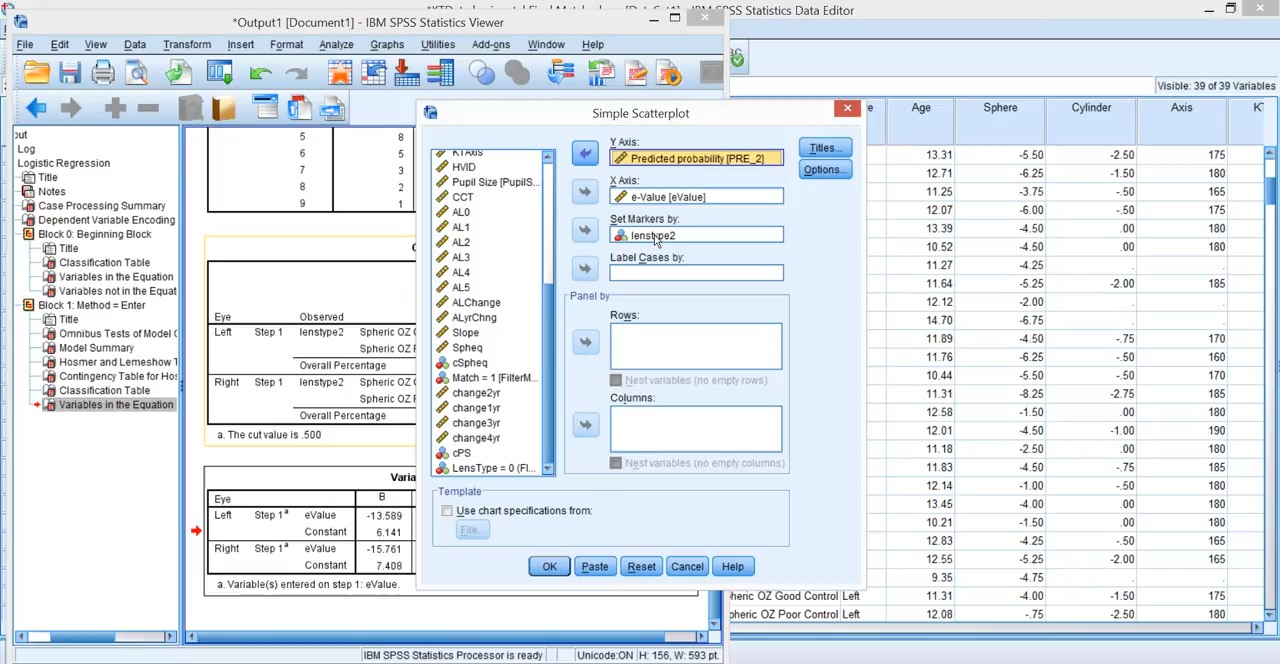 *Output1 [Document1] - IBM SPSS Statistics Viewer
IBM SPSS Statistics Data Editor
File Edit View Data Transform Insert Format Analyze Graphs Utilities Add-ons Window Help
Visible: 39 of 39 Variables
Log
Logistic Regression
Title
Notes
Case Processing Summary
Dependent Variable Encoding
Block 0: Beginning Block
Title
Classification Table
Variables in the Equation
Variables not in the Equat
Block 1: Method = Enter
Title
Omnibus Tests of Model C
Model Summary
Hosmer and Lemeshow T
Contingency Table for Hos
Classification Table
Variables in the Equation
5 8
6 5
7 3
8 2
9 1
Eye Observed
Left Step 1 lenstype2 Spheric OZ
Spheric OZ
Overall Percentage
Right Step 1 lenstype2 Spheric OZ
Spheric OZ
Overall Percentage
a. The cut value is .500
Varia
Eye B
Left Step 1a eValue -13.589
Constant 6.141
Right Step 1a eValue -15.761
Constant 7.408
a. Variable(s) entered on step 1: eValue.
Simple Scatterplot
KTAxis
HVID
Pupil Size [PupilS...
CCT
AL0
AL1
AL2
AL3
AL4
AL5
ALChange
ALyrChng
Slope
Spheq
cSpheq
Match = 1 [FilterM...
change2yr
change1yr
change3yr
change4yr
cPS
LensType = 0 (FI...
Y Axis:
Predicted probability [PRE_2]
X Axis:
e-Value [eValue]
Set Markers by:
lenstype2
Label Cases by:
Panel by
Rows:
Nest variables (no empty rows)
Columns:
Nest variables (no empty columns)
Titles...
Options...
Template
Use chart specifications from:
File...
OK Paste Reset Cancel Help
Age Sphere Cylinder Axis
13.31 -5.50 -2.50 175
12.71 -6.25 -1.50 180
11.25 -3.75 -.50 165
12.07 -6.00 -.50 180
11.49 -4.50 .00 180
10.52 -4.50 .00 180
11.27 -4.25 . .
11.64 -5.25 -2.00 185
12.12 -2.00 . .
14.70 -6.75 . .
11.89 -4.50 -.75 170
11.76 -6.25 -.50 160
10.44 -5.50 -.50 180
11.31 -8.25 -2.75 185
12.58 -1.50 .00 180
12.01 -4.50 -1.00 190
11.18 -2.50 .00 180
11.83 -4.50 -.75 185
12.14 -1.00 -.50 180
13.45 -4.00 .00 180
10.21 -1.50 .00 180
12.83 -4.25 -.50 165
12.55 -5.25 -2.00 165
9.35 -4.75 . .
pheric OZ Good Control Left 11.31 -4.00 -1.50 175
pheric OZ Poor Control Left 12.08 -.75 -2.50 180
IBM SPSS Statistics Processor is ready Unicode:ON H: 156, W: 593 pt.